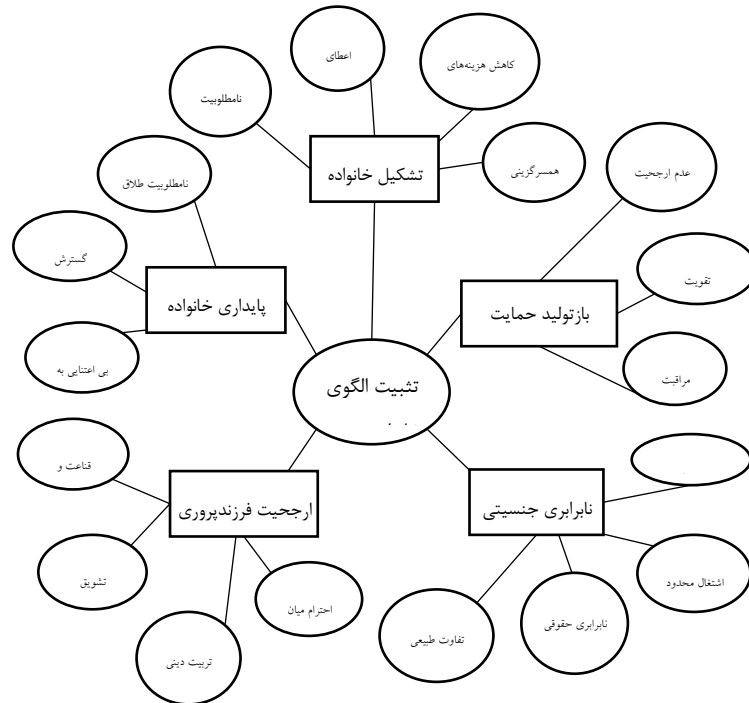 اعطای
کاهش هزینه‌های
نامطلوبیت
همسرگزینی
تشکیل خانواده
نامطلوبیت طلاق
گسترش
بی اعتنایی به
پایداری خانواده
عدم ارجحیت
تقویت
مراقبت
بازتولید حمایت
تثبیت الگوی
قناعت و
تشویق
تربیت دینی
احترام میان
ارجحیت فرزندپروری
نابرابری جنسیتی
اشتغال محدود
نابرابری حقوقی
تفاوت طبیعی